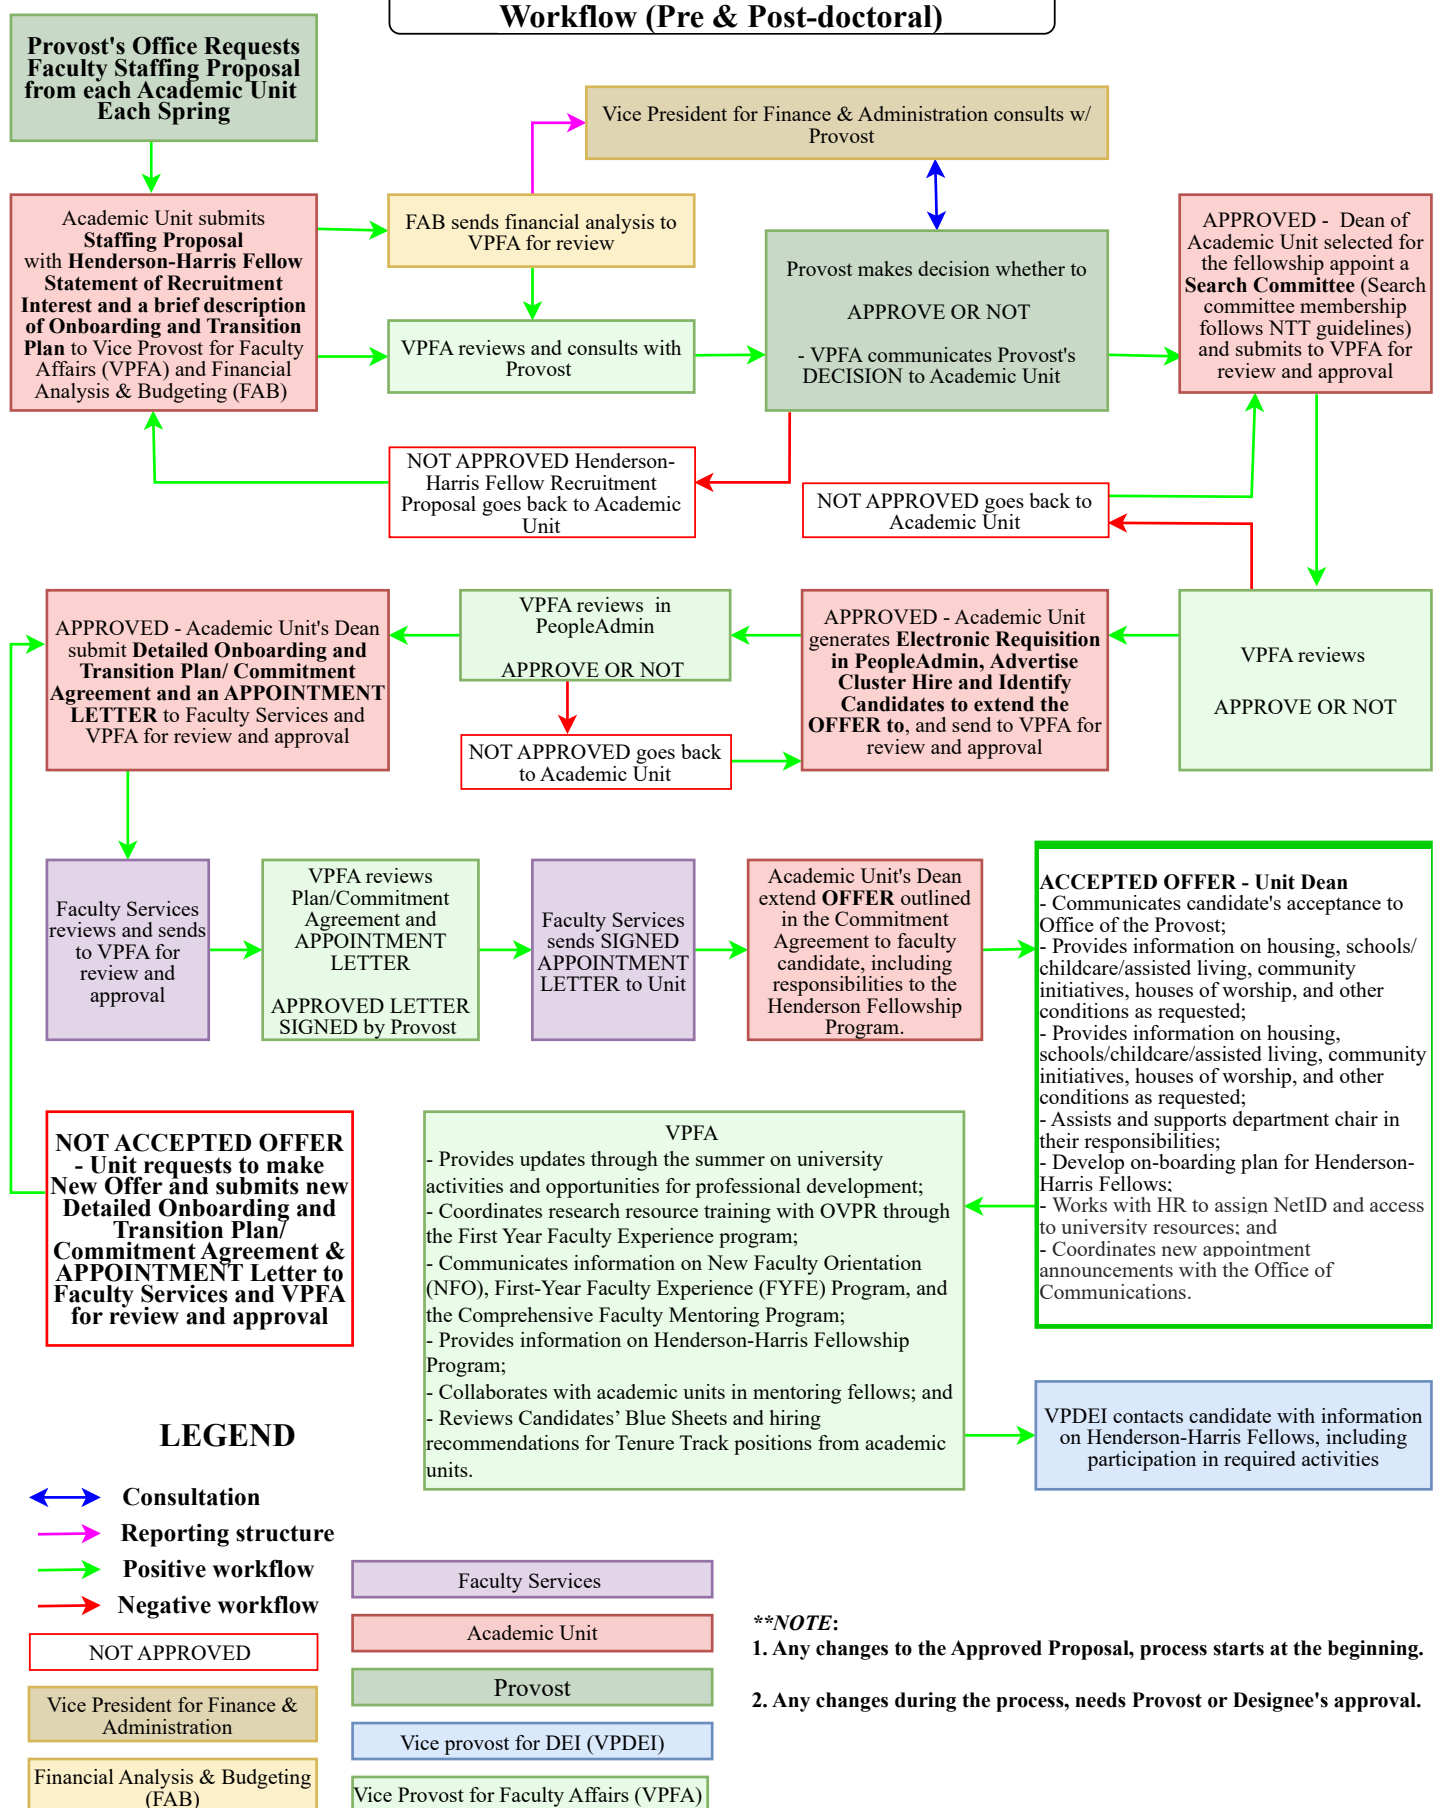 Workflow (Pre & Post-doctoral)
Provost's Office Requests
Faculty Staffing Proposal
from each Academic Unit
Each Spring
Vice President for Finance & Administration consults w/
Provost
Academic Unit submits
Staffing Proposal
with Henderson-Harris Fellow
Statement of Recruitment
Interest and a brief description
of Onboarding and Transition
Plan to Vice Provost for Faculty
Affairs (VPFA) and Financial
Analysis & Budgeting (FAB)
FAB sends financial analysis to
VPFA for review
VPFA reviews and consults with
Provost
Provost makes decision whether to
APPROVE OR NOT
- VPFA communicates Provost's
DECISION to Academic Unit
APPROVED -  Dean of
Academic Unit selected for
the fellowship appoint a
Search Committee (Search
committee membership
follows NTT guidelines)
and submits to VPFA for
review and approval
NOT APPROVED Henderson-
Harris Fellow Recruitment
Proposal goes back to Academic
Unit
NOT APPROVED goes back to
Academic Unit
APPROVED - Academic Unit's Dean
submit Detailed Onboarding and
Transition Plan/ Commitment
Agreement and an APPOINTMENT
LETTER to Faculty Services and
VPFA for review and approval
VPFA reviews  in
PeopleAdmin
APPROVE OR NOT
NOT APPROVED goes back
to Academic Unit
APPROVED - Academic Unit
generates Electronic Requisition
in PeopleAdmin, Advertise
Cluster Hire and Identify
Candidates to extend the
OFFER to, and send to VPFA for
review and approval
VPFA reviews
APPROVE OR NOT
Faculty Services
reviews and sends
to VPFA for
review and
approval
VPFA reviews
Plan/Commitment
Agreement and
APPOINTMENT
LETTER
APPROVED LETTER
SIGNED by Provost
Faculty Services
sends SIGNED
APPOINTMENT
LETTER to Unit
Academic Unit's Dean
extend OFFER outlined
in the Commitment
Agreement to faculty
candidate, including
responsibilities to the
Henderson Fellowship
Program.
ACCEPTED OFFER - Unit Dean
- Communicates candidate's acceptance to
Office of the Provost;
- Provides information on housing, schools/
childcare/assisted living, community
initiatives, houses of worship, and other
conditions as requested;
- Provides information on housing,
schools/childcare/assisted living, community
initiatives, houses of worship, and other
conditions as requested;
- Assists and supports department chair in
their responsibilities;
- Develop on-boarding plan for Henderson-
Harris Fellows;
- Works with HR to assign NetID and access
to university resources; and
- Coordinates new appointment
announcements with the Office of
Communications.
NOT ACCEPTED OFFER
- Unit requests to make
New Offer and submits new
Detailed Onboarding and
Transition Plan/
Commitment Agreement &
APPOINTMENT Letter to
Faculty Services and VPFA
for review and approval
VPFA
- Provides updates through the summer on university
activities and opportunities for professional development;
- Coordinates research resource training with OVPR through
the First Year Faculty Experience program;
- Communicates information on New Faculty Orientation
(NFO), First-Year Faculty Experience (FYFE) Program, and
the Comprehensive Faculty Mentoring Program;
- Provides information on Henderson-Harris Fellowship
Program;
- Collaborates with academic units in mentoring fellows; and
- Reviews Candidates’ Blue Sheets and hiring
recommendations for Tenure Track positions from academic
units.
VPDEI contacts candidate with information
on Henderson-Harris Fellows, including
participation in required activities
LEGEND
Consultation
Reporting structure
Positive workflow
Negative workflow
NOT APPROVED
Vice President for Finance &
Administration
Financial Analysis & Budgeting
(FAB)
Faculty Services
Academic Unit
Provost
Vice provost for DEI (VPDEI)
Vice Provost for Faculty Affairs (VPFA)
**NOTE:
1. Any changes to the Approved Proposal, process starts at the beginning.
2. Any changes during the process, needs Provost or Designee's approval.